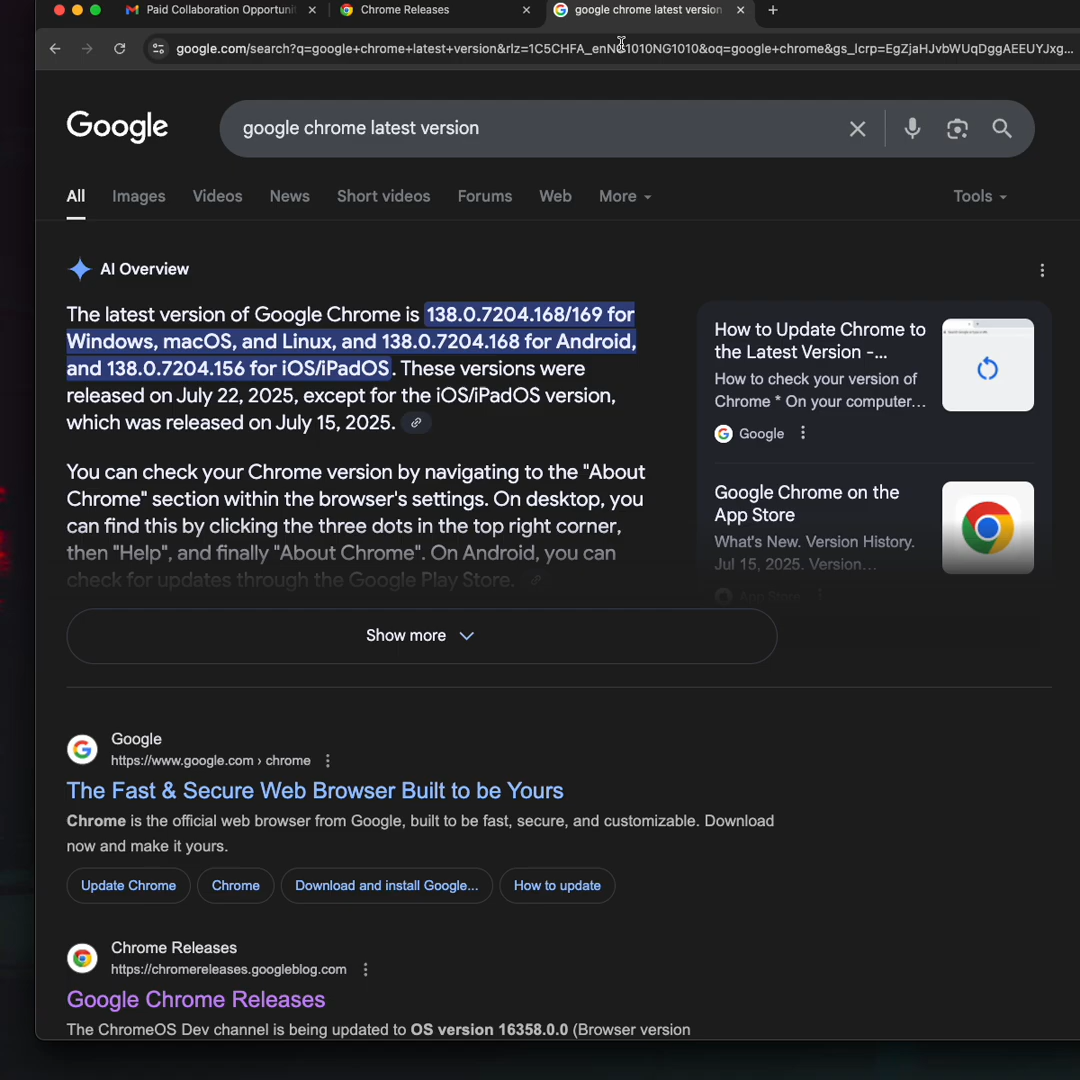 Paid Collaboration Opportuni
Chrome Releases
google chrome latest version
google.com/search?q=google+chrome+latest+version&rlz=1C5CHFA_enNG1010NG1010&oq=google+chrome&gs_lcrp=EgZjaHJvbWUqDggAEEUYJxg...
Google
google chrome latest version
All Images Videos News Short videos Forums Web More Tools
AI Overview
The latest version of Google Chrome is 138.0.7204.168/169 for
Windows, macOS, and Linux, and 138.0.7204.168 for Android,
and 138.0.7204.156 for iOS/iPadOS. These versions were
released on July 22, 2025, except for the iOS/iPadOS version,
which was released on July 15, 2025.
You can check your Chrome version by navigating to the "About
Chrome" section within the browser's settings. On desktop, you
can find this by clicking the three dots in the top right corner,
then "Help", and finally "About Chrome". On Android, you can
check for updates through the Google Play Store.
How to Update Chrome to
the Latest Version -...
How to check your version of
Chrome * On your computer...
Google
Google Chrome on the
App Store
What's New. Version History.
Jul 15, 2025. Version...
App Store
Show more
Google
https://www.google.com › chrome
The Fast & Secure Web Browser Built to be Yours
Chrome is the official web browser from Google, built to be fast, secure, and customizable. Download
now and make it yours.
Update Chrome Chrome Download and install Google... How to update
Chrome Releases
https://chromereleases.googleblog.com
Google Chrome Releases
The ChromeOS Dev channel is being updated to OS version 16358.0.0 (Browser version